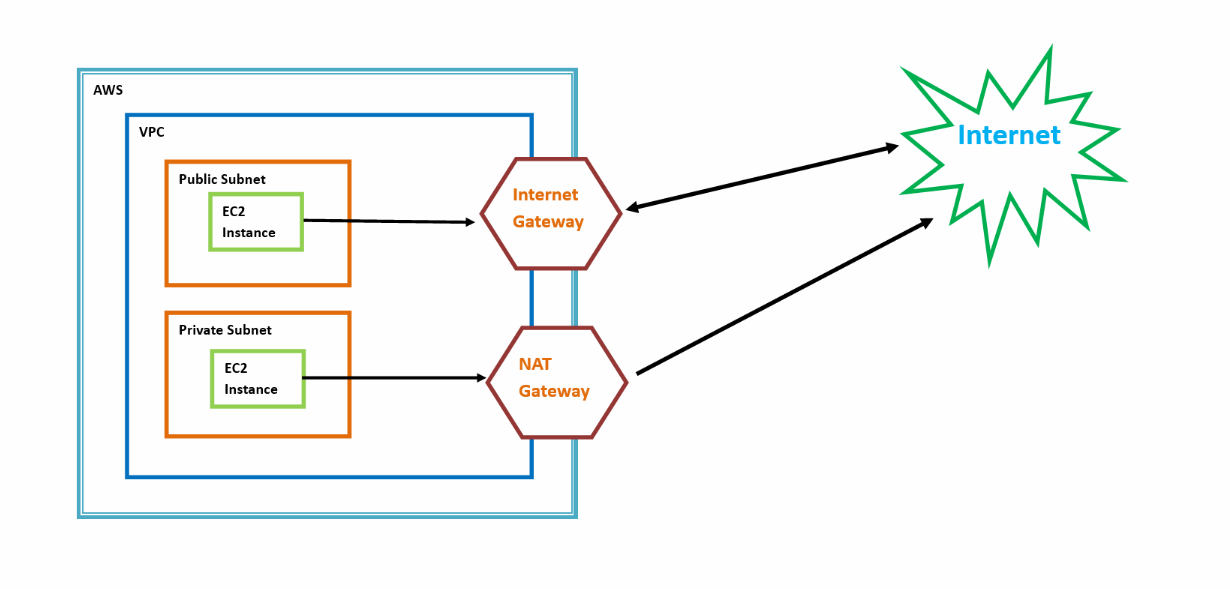 AWS
VPC
Public Subnet
EC2
Instance
Internet
Gateway
Internet
Private Subnet
EC2
Instance
NAT
Gateway